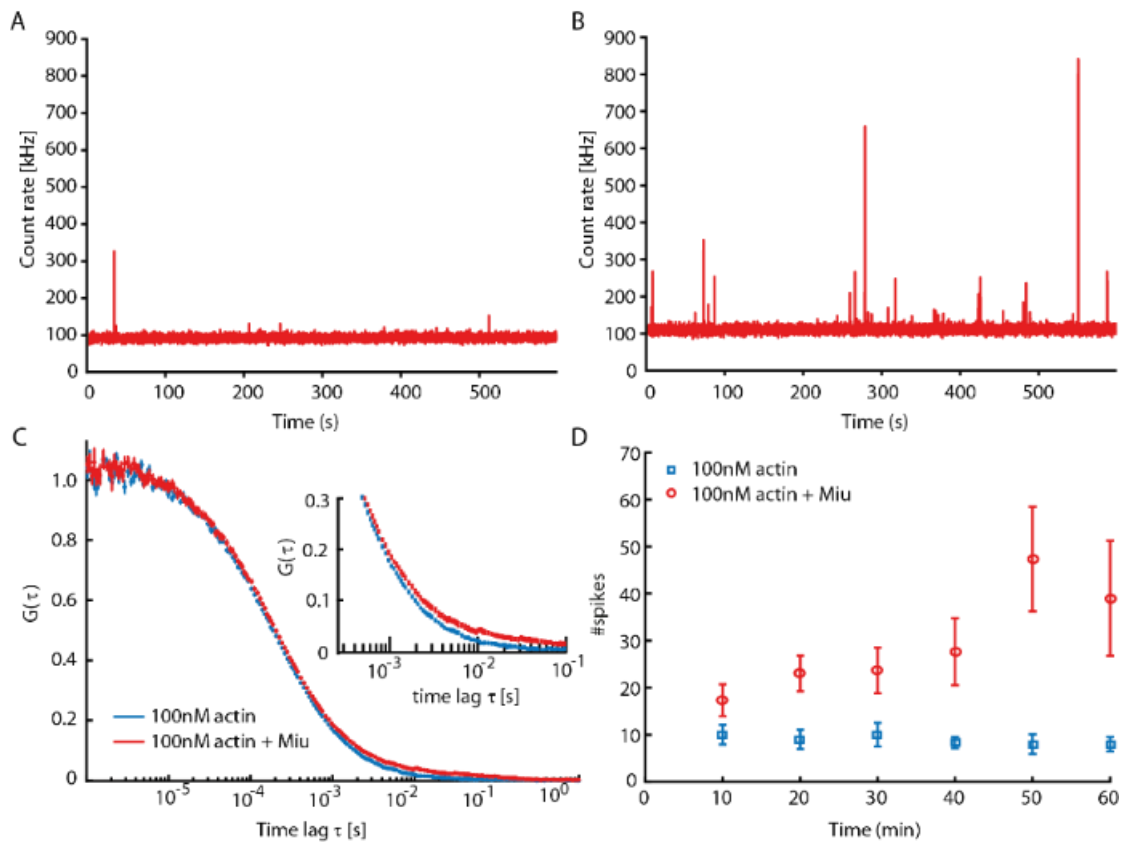 A
900
800
700
600
500
400
300
200
100
0
Count rate [kHz]
0 100 200 300 400 500
Time (s)
B
900
800
700
600
500
400
300
200
100
0
Count rate [kHz]
0 100 200 300 400 500
Time (s)
C
1.0
0.8
0.6
0.4
0.2
0
G(τ)
10-5 10-4 10-3 10-2 10-1 100
Time lag τ [s]
100nM actin
100nM actin + Miu
0.3
0.2
0.1
0
G(τ)
10-3 10-2 10-1
time lag τ [s]
D
70
60
50
40
30
20
10
0
#spikes
0 10 20 30 40 50 60
Time (min)
100nM actin
100nM actin + Miu